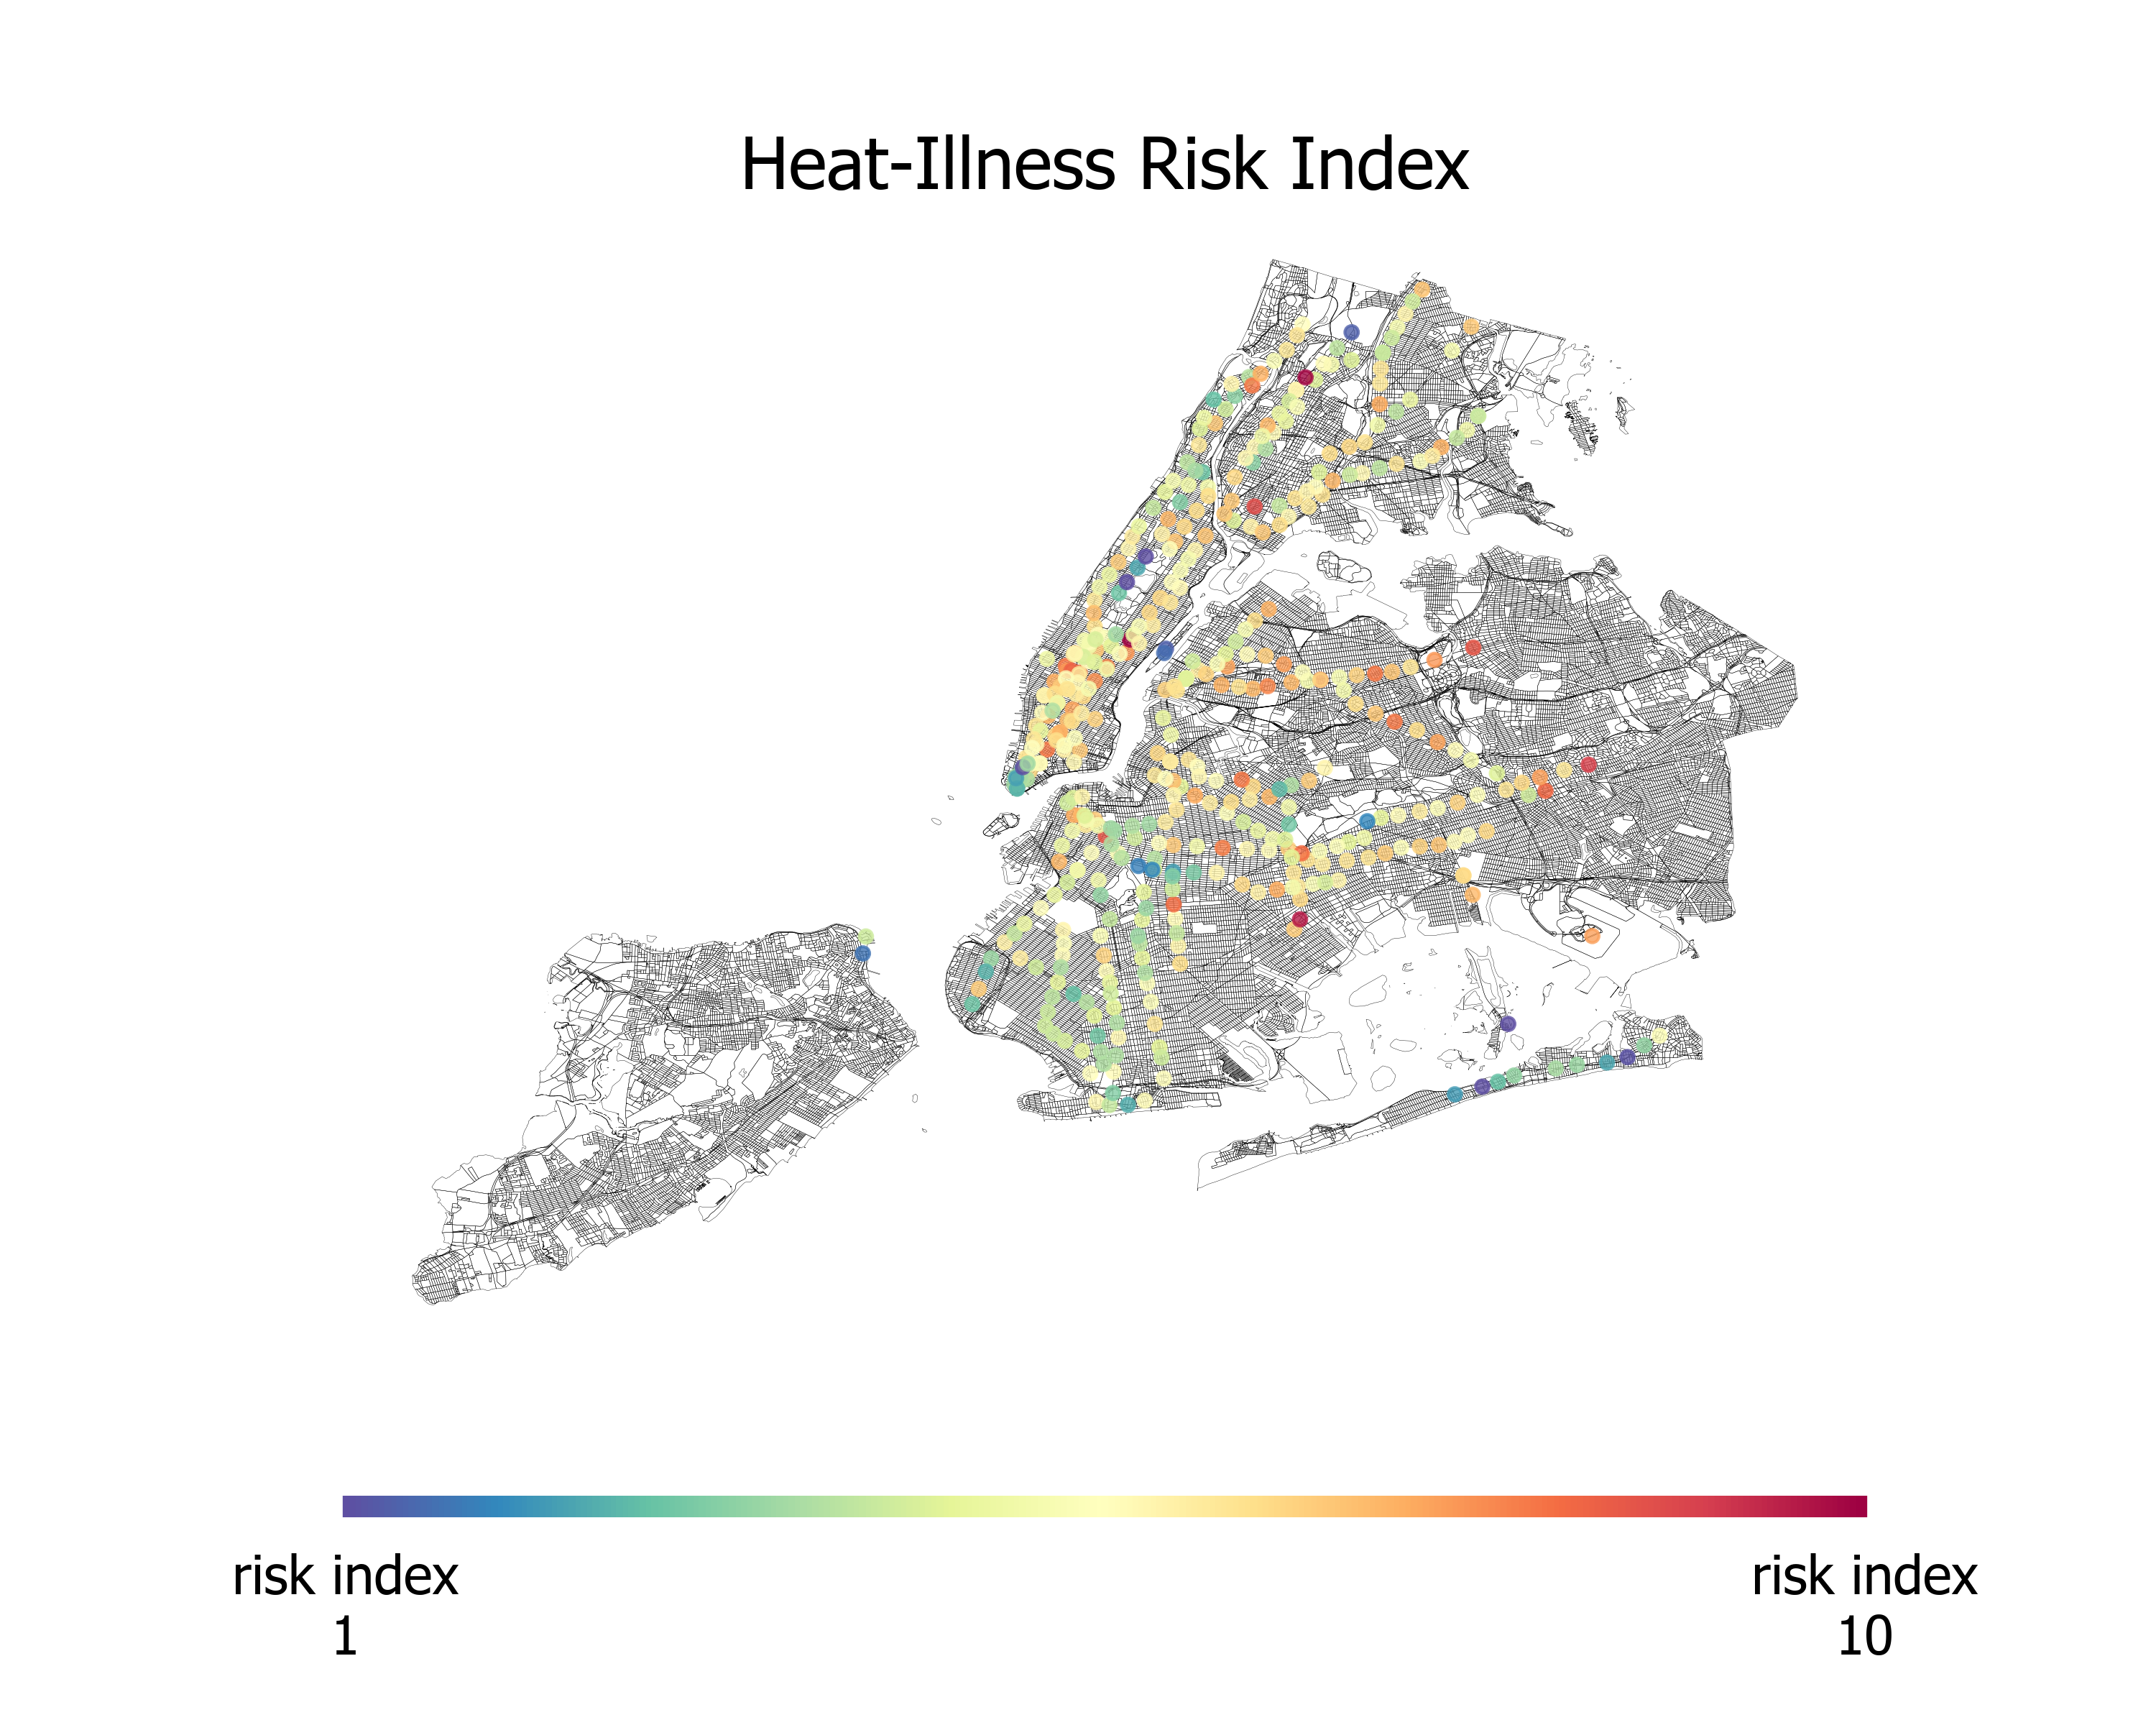 Heat-Illness Risk Index
risk index
1
risk index
10